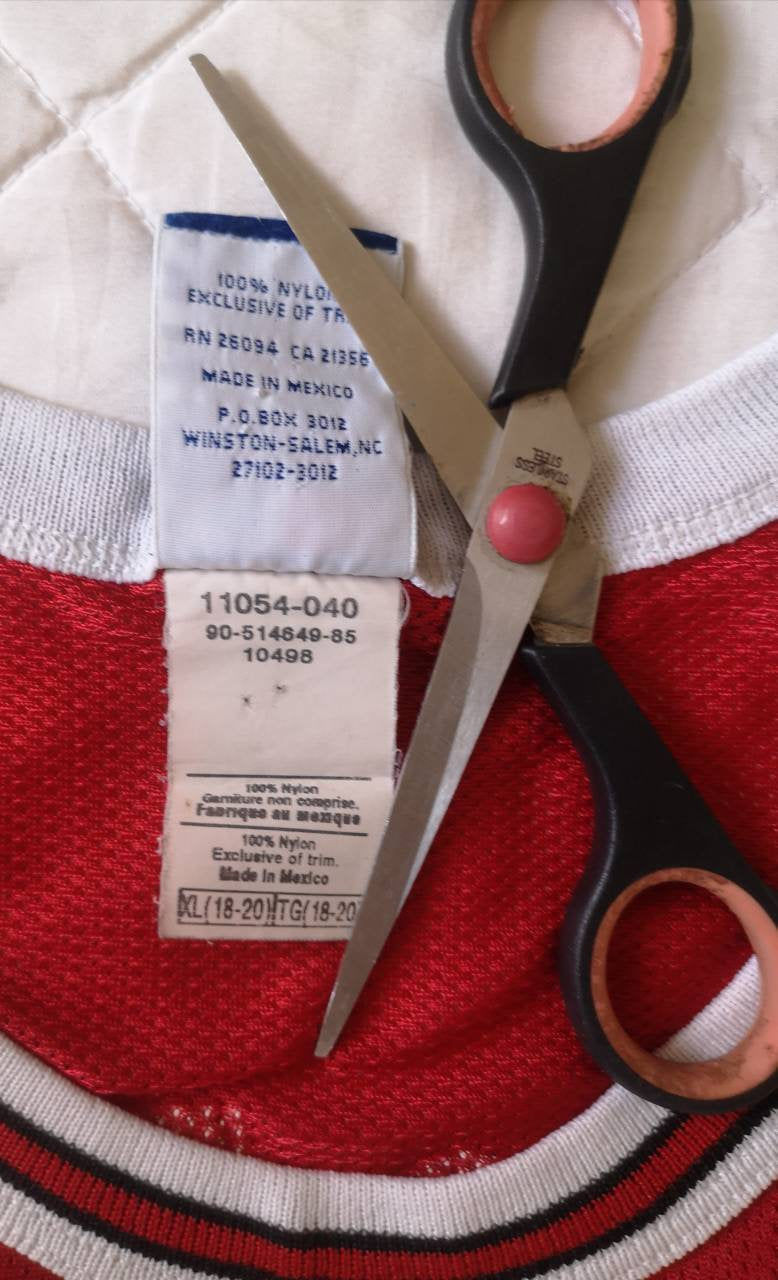 100% NYLON
EXCLUSIVE OF
RN 26094 CA 21356
MADE IN MEXICO
P.O.BOX 3012
WINSTON-SALEM,NC
27102-3012
STAINLESS
STEEL
11054-040
90-514649-85
10498
100% Nylon
Garniture non comprise.
Fabrique au Mexique
100% Nylon
Exclusive of trim.
Made in Mexico
XL(18-20) TG(18-20